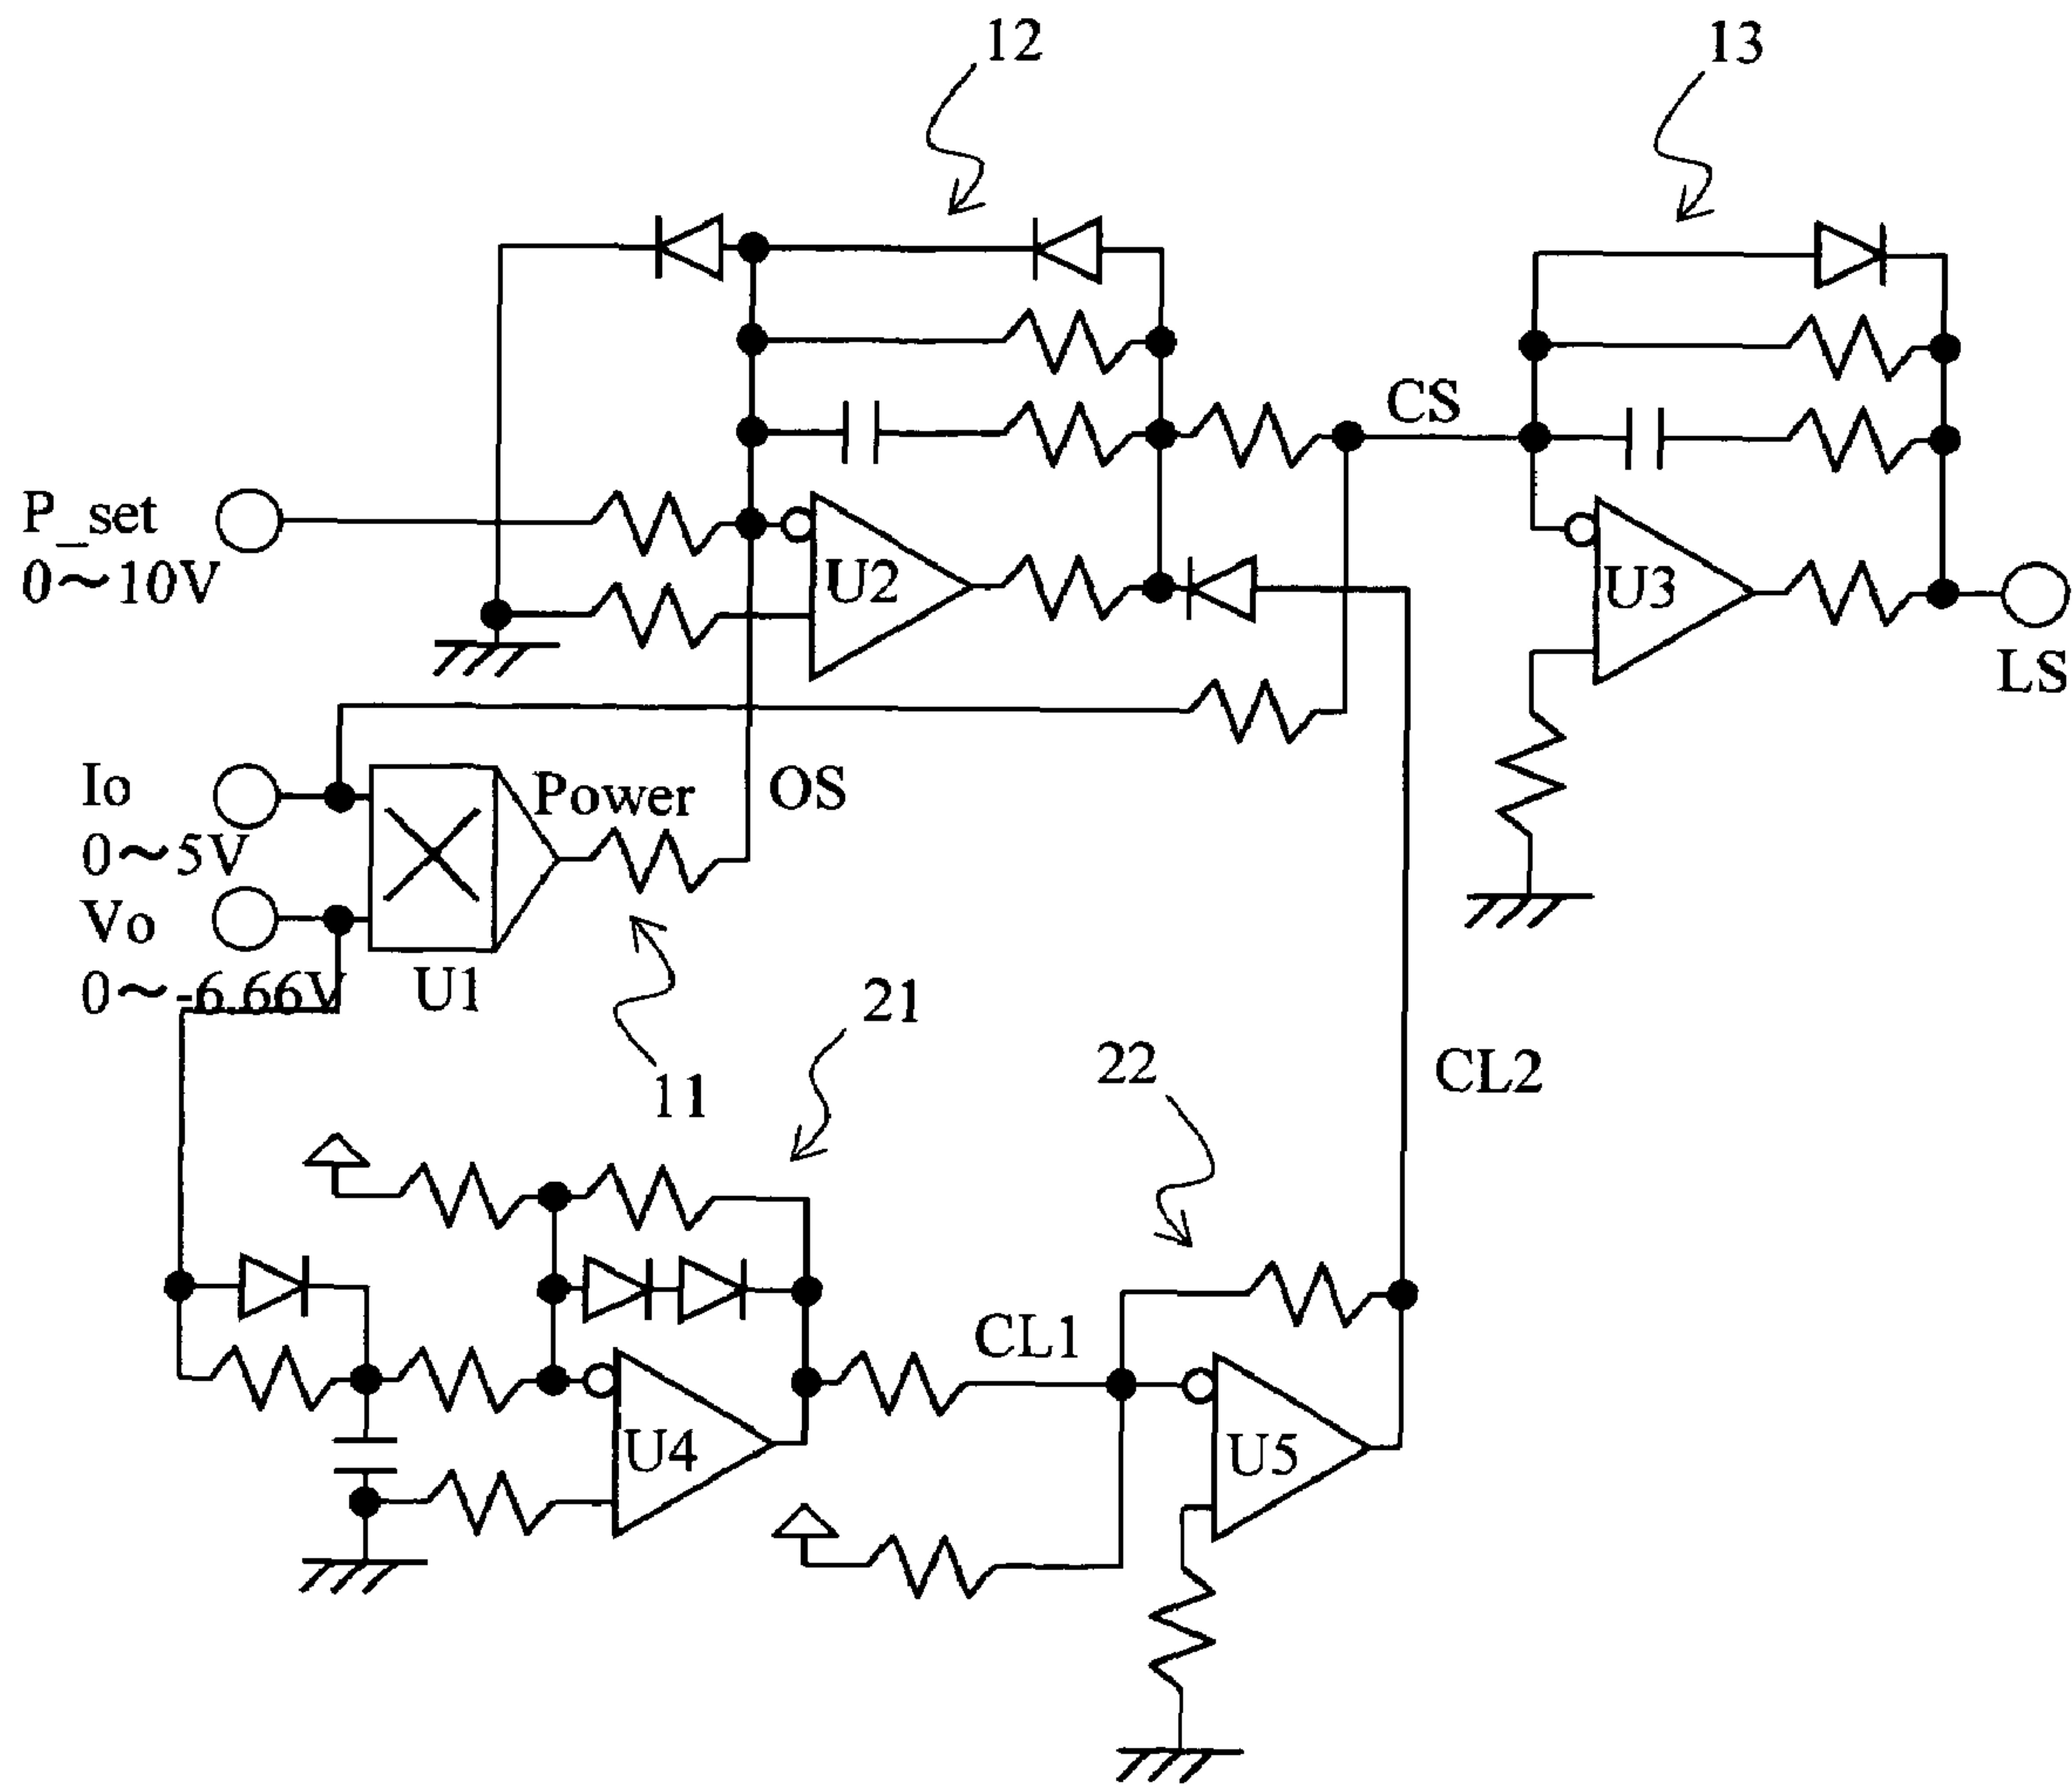 12
13
CS
P_set
0～10V
U2
U3
LS
Io
0～5V
Power
OS
Vo
0～-6.66V
U1
11
21
22
CL2
CL1
U4
U5